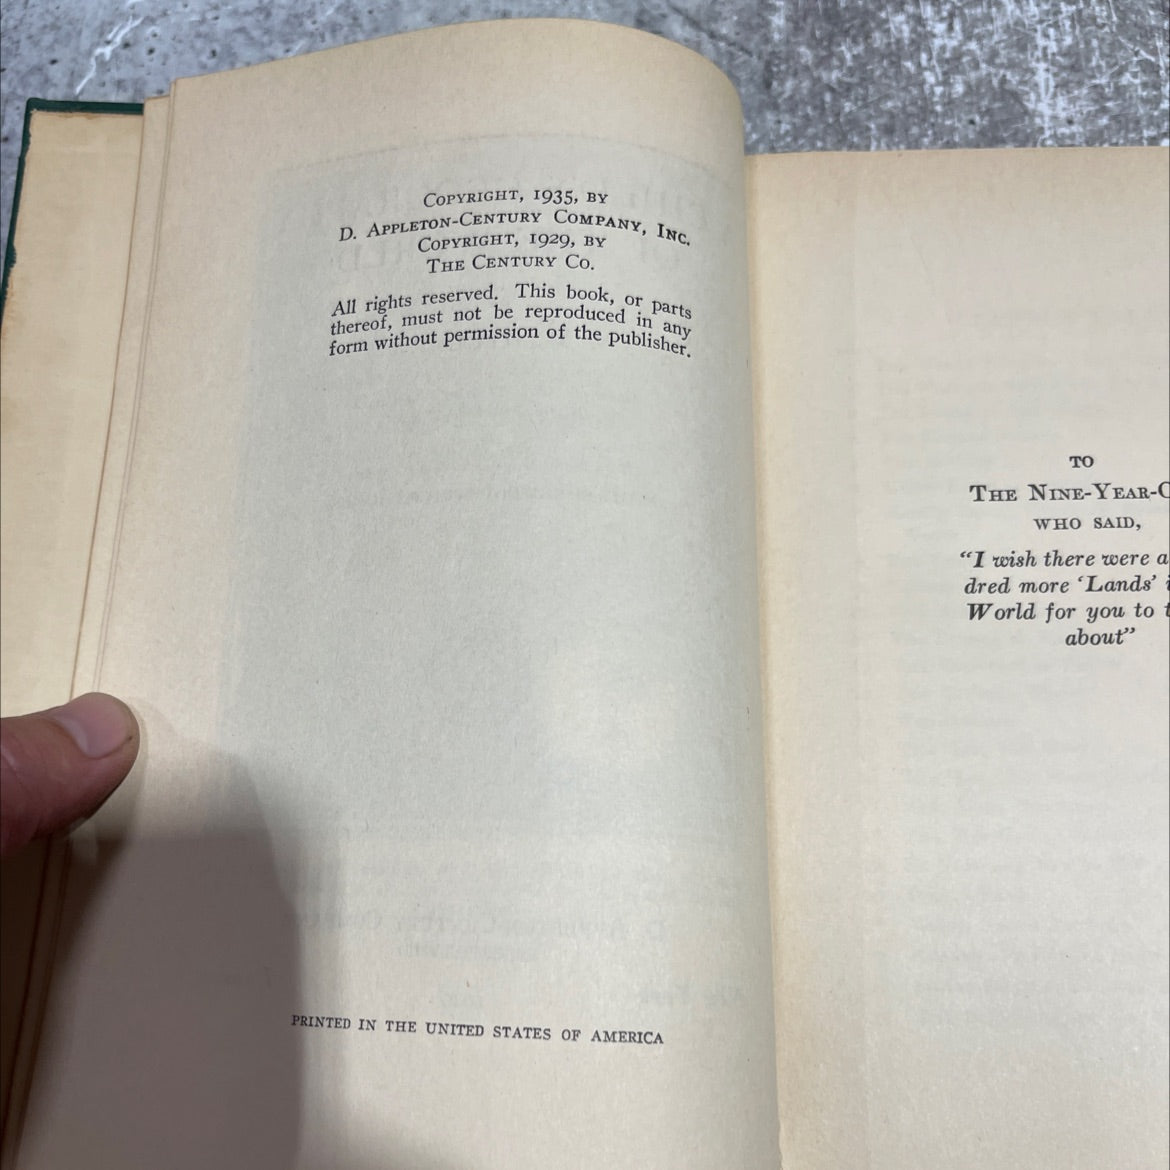 COPYRIGHT, 1935, BY
D. APPLETON-CENTURY COMPANY, INC.
COPYRIGHT, 1929, BY
THE CENTURY CO.
All rights reserved. This book, or parts
thereof, must not be reproduced in any
form without permission of the publisher.
PRINTED IN THE UNITED STATES OF AMERICA
TO
THE NINE-YEAR-
WHO SAID,
“I wish there were a
dred more ‘Lands’
World for you to
about”